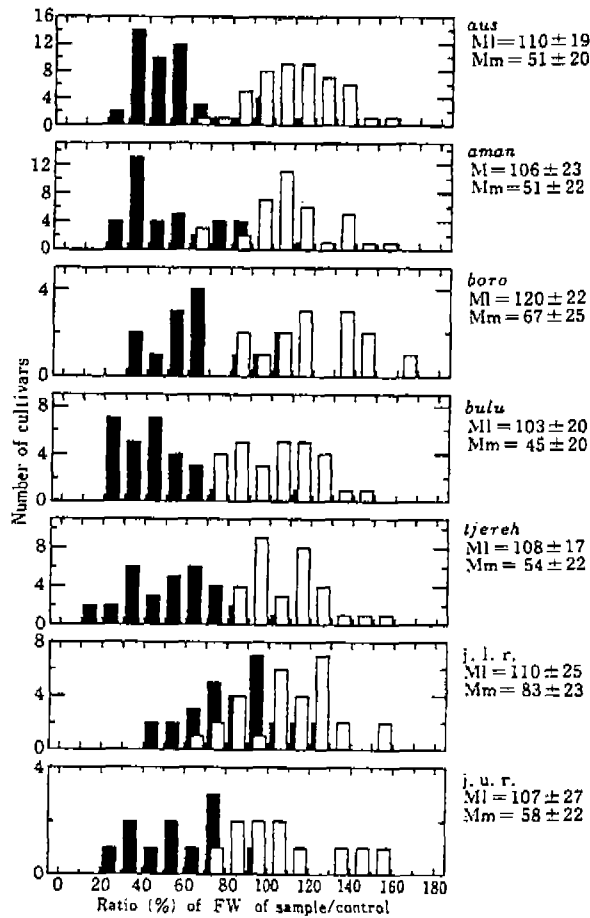 Number of cultivars
16
12
8
4
0
aus
Ml=110±19
Mm=51±20
12
8
4
0
aman
M=106±23
Mm=51±22
4
0
boro
Ml=120±22
Mm=67±25
8
4
0
bulu
Ml=103±20
Mm=45±20
8
4
0
tjereh
Ml=108±17
Mm=54±22
8
4
0
j. l. r.
Ml=110±25
Mm=83±23
4
2
0
j. u. r.
Ml=107±27
Mm=58±22
0 20 40 60 80 100 120 140 160 180
Ratio (%) of FW of sample/control